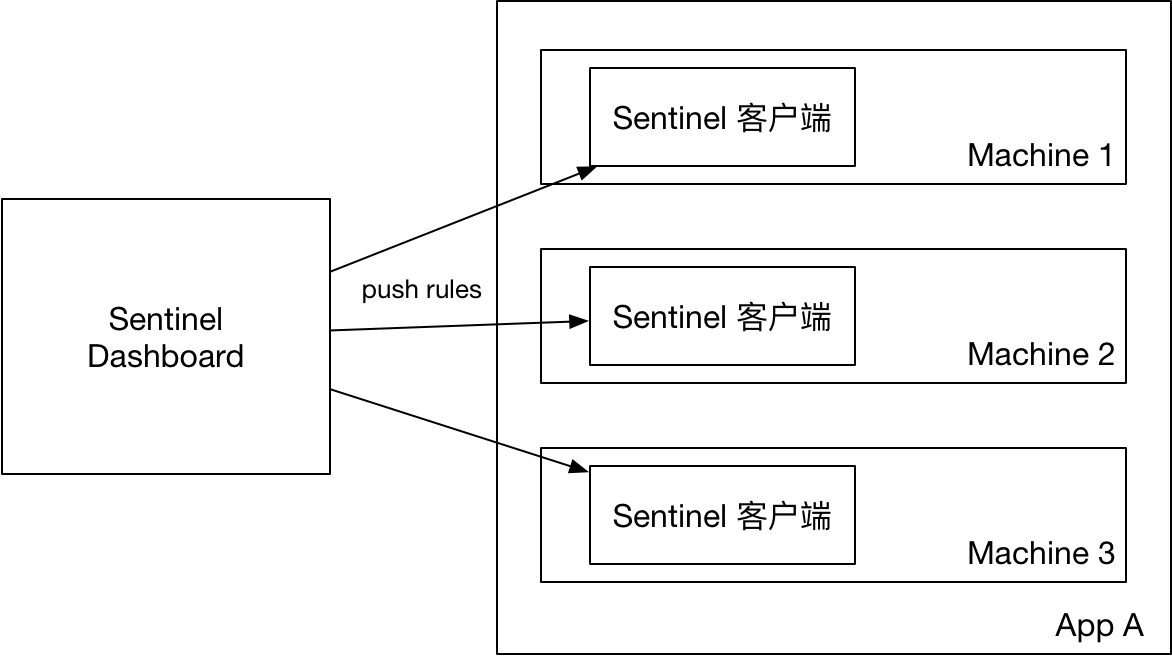 Sentinel 客户端
Machine 1
Sentinel
Dashboard
push rules
Sentinel 客户端
Machine 2
Sentinel 客户端
Machine 3
App A